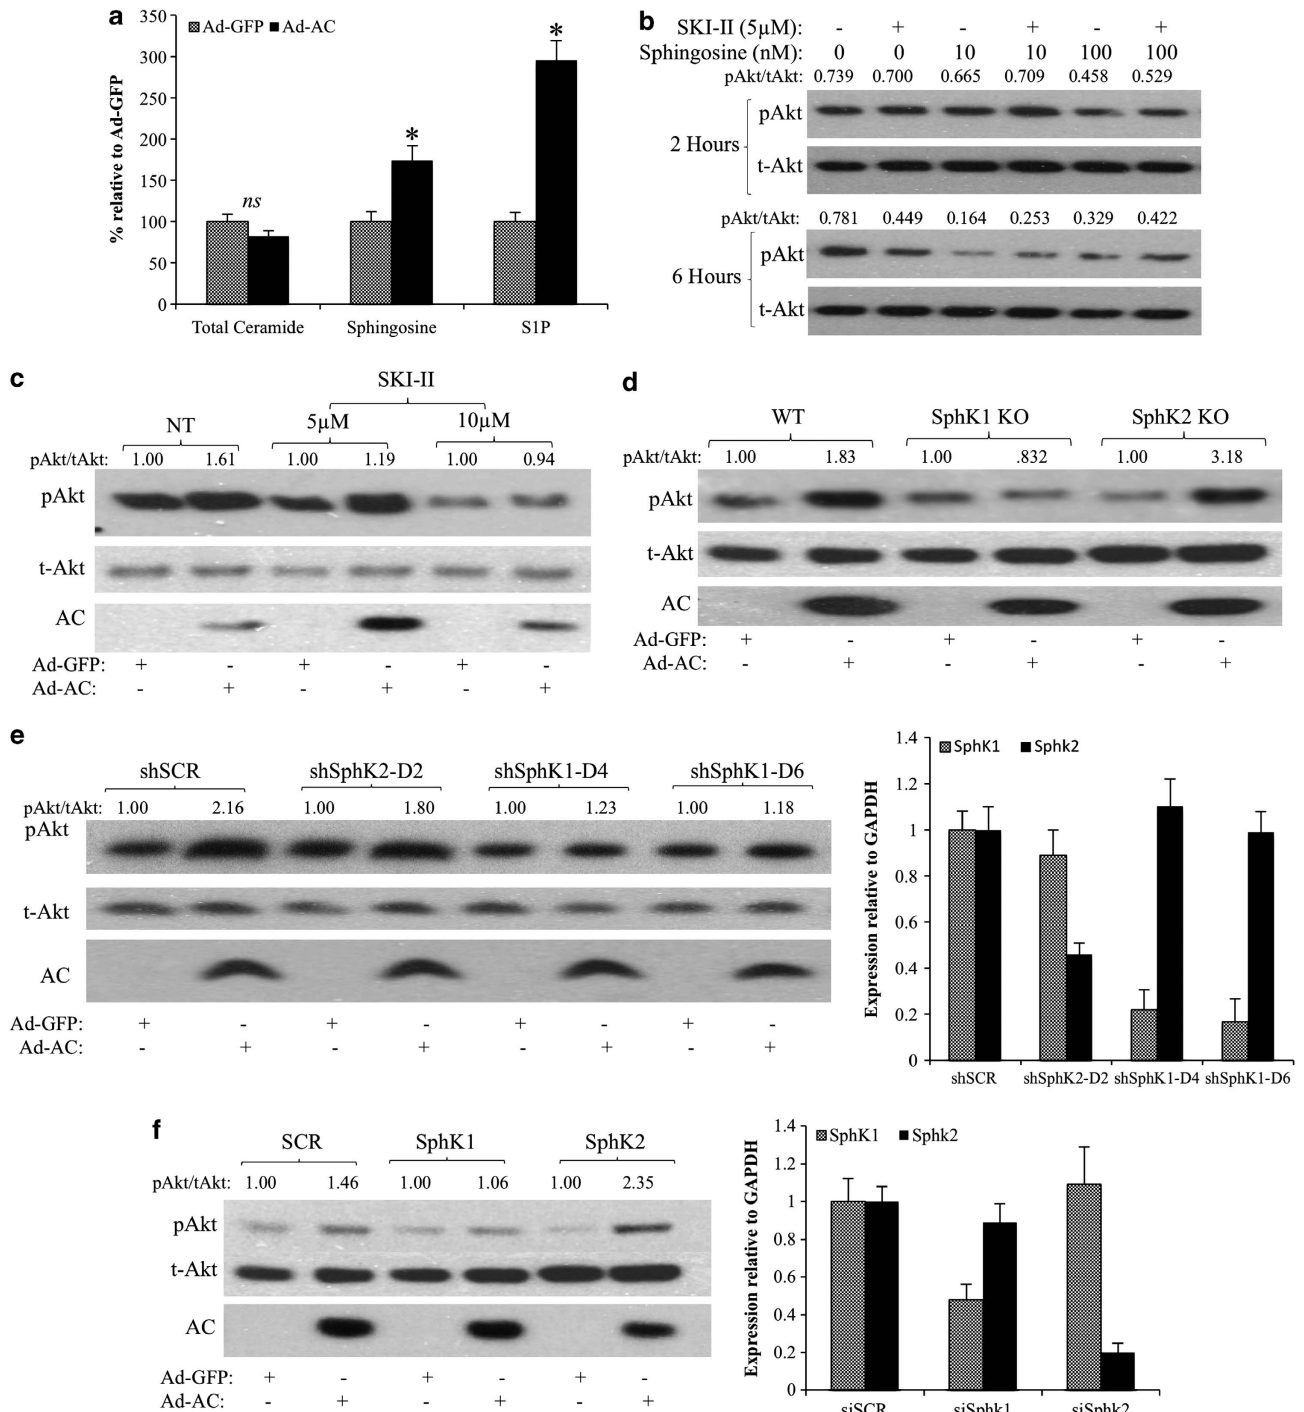 a
350
300
250
200
150
100
50
0
% relative to Ad-GFP
Ad-GFP Ad-AC
ns
*
*
Total Ceramide Sphingosine S1P
b
SKI-II (5µM): - + - + - +
Sphingosine (nM): 0 0 10 10 100 100
pAkt/tAkt: 0.739 0.700 0.665 0.709 0.458 0.529
2 Hours
pAkt
t-Akt
pAkt/tAkt: 0.781 0.449 0.164 0.253 0.329 0.422
6 Hours
pAkt
t-Akt
c
SKI-II
NT 5µM 10µM
pAkt/tAkt: 1.00 1.61 1.00 1.19 1.00 0.94
pAkt
t-Akt
AC
Ad-GFP: + - + - + -
Ad-AC: - + - + - +
d
WT SphK1 KO SphK2 KO
pAkt/tAkt: 1.00 1.83 1.00 .832 1.00 3.18
pAkt
t-Akt
AC
Ad-GFP: + - + - + -
Ad-AC: - + - + - +
e
shSCR shSphK2-D2 shSphK1-D4 shSphK1-D6
pAkt/tAkt: 1.00 2.16 1.00 1.80 1.00 1.23 1.00 1.18
pAkt
t-Akt
AC
Ad-GFP: + - + - + - + -
Ad-AC: - + - + - + - +
1.4
1.2
1
0.8
0.6
0.4
0.2
0
Expression relative to GAPDH
SphK1 Sphk2
shSCR shSphK2-D2 shSphK1-D4 shSphK1-D6
f
SCR SphK1 SphK2
pAkt/tAkt: 1.00 1.46 1.00 1.06 1.00 2.35
pAkt
t-Akt
AC
Ad-GFP: + - + - + -
Ad-AC: - + - + - +
1.4
1.2
1
0.8
0.6
0.4
0.2
0
Expression relative to GAPDH
SphK1 Sphk2
siSCR siSphk1 siSphk2